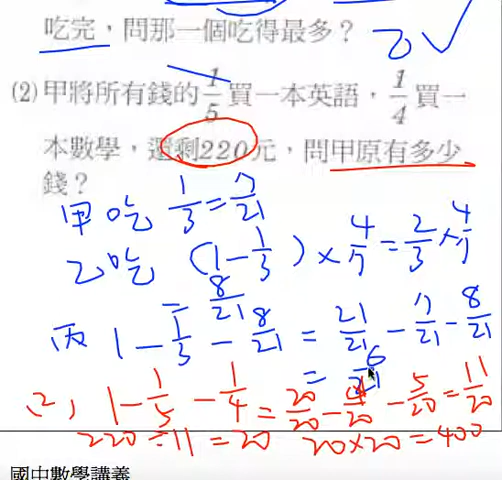 吃完，問那一個吃得最多？ 乙✓
(2)甲將所有錢的1/5買一本英語，1/4買一
本數學，還剩220元，問甲原有多少
錢？
甲吃 1/3=7/21
乙吃 (1-1/3)×4/7=2/3×4/7
=8/21
丙 1-1/3-8/21=21/21-7/21-8/21
=6/21
(2) 1-1/5-1/4=20/20-4/20-5/20=11/20
220÷11=20 20×20=400
國中數學講義